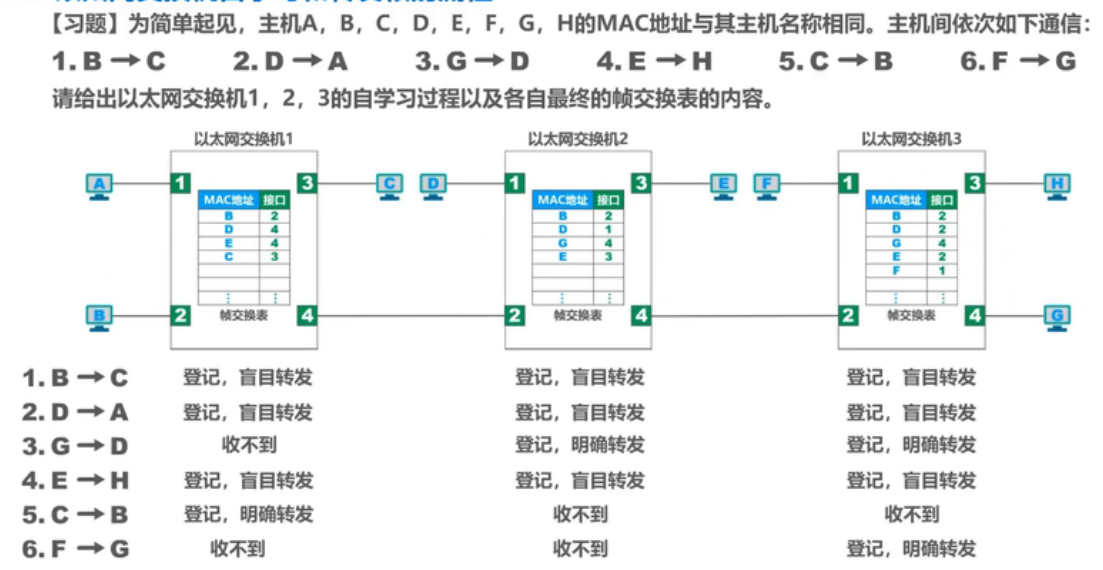 【习题】为简单起见，主机A，B，C，D，E，F，G，H的MAC地址与其主机名称相同。主机间依次如下通信：
1. B → C 2. D → A 3. G → D 4. E → H 5. C → B 6. F → G
请给出以太网交换机1，2，3的自学习过程以及各自最终的帧交换表的内容。
以太网交换机1 以太网交换机2 以太网交换机3
A 1 3 C D 1 3 E F 1 3 H
MAC地址 接口 MAC地址 接口 MAC地址 接口
B 2 B 2 B 2
D 4 D 1 D 2
E 4 G 4 G 4
C 3 E 3 E 2
F 1
⋮ ⋮ ⋮ ⋮ ⋮ ⋮
B 2 帧交换表 4 2 帧交换表 4 2 帧交换表 4 G
1. B → C 登记，盲目转发 登记，盲目转发 登记，盲目转发
2. D → A 登记，盲目转发 登记，盲目转发 登记，盲目转发
3. G → D 收不到 登记，明确转发 登记，明确转发
4. E → H 登记，盲目转发 登记，盲目转发 登记，盲目转发
5. C → B 登记，明确转发 收不到 收不到
6. F → G 收不到 收不到 登记，明确转发